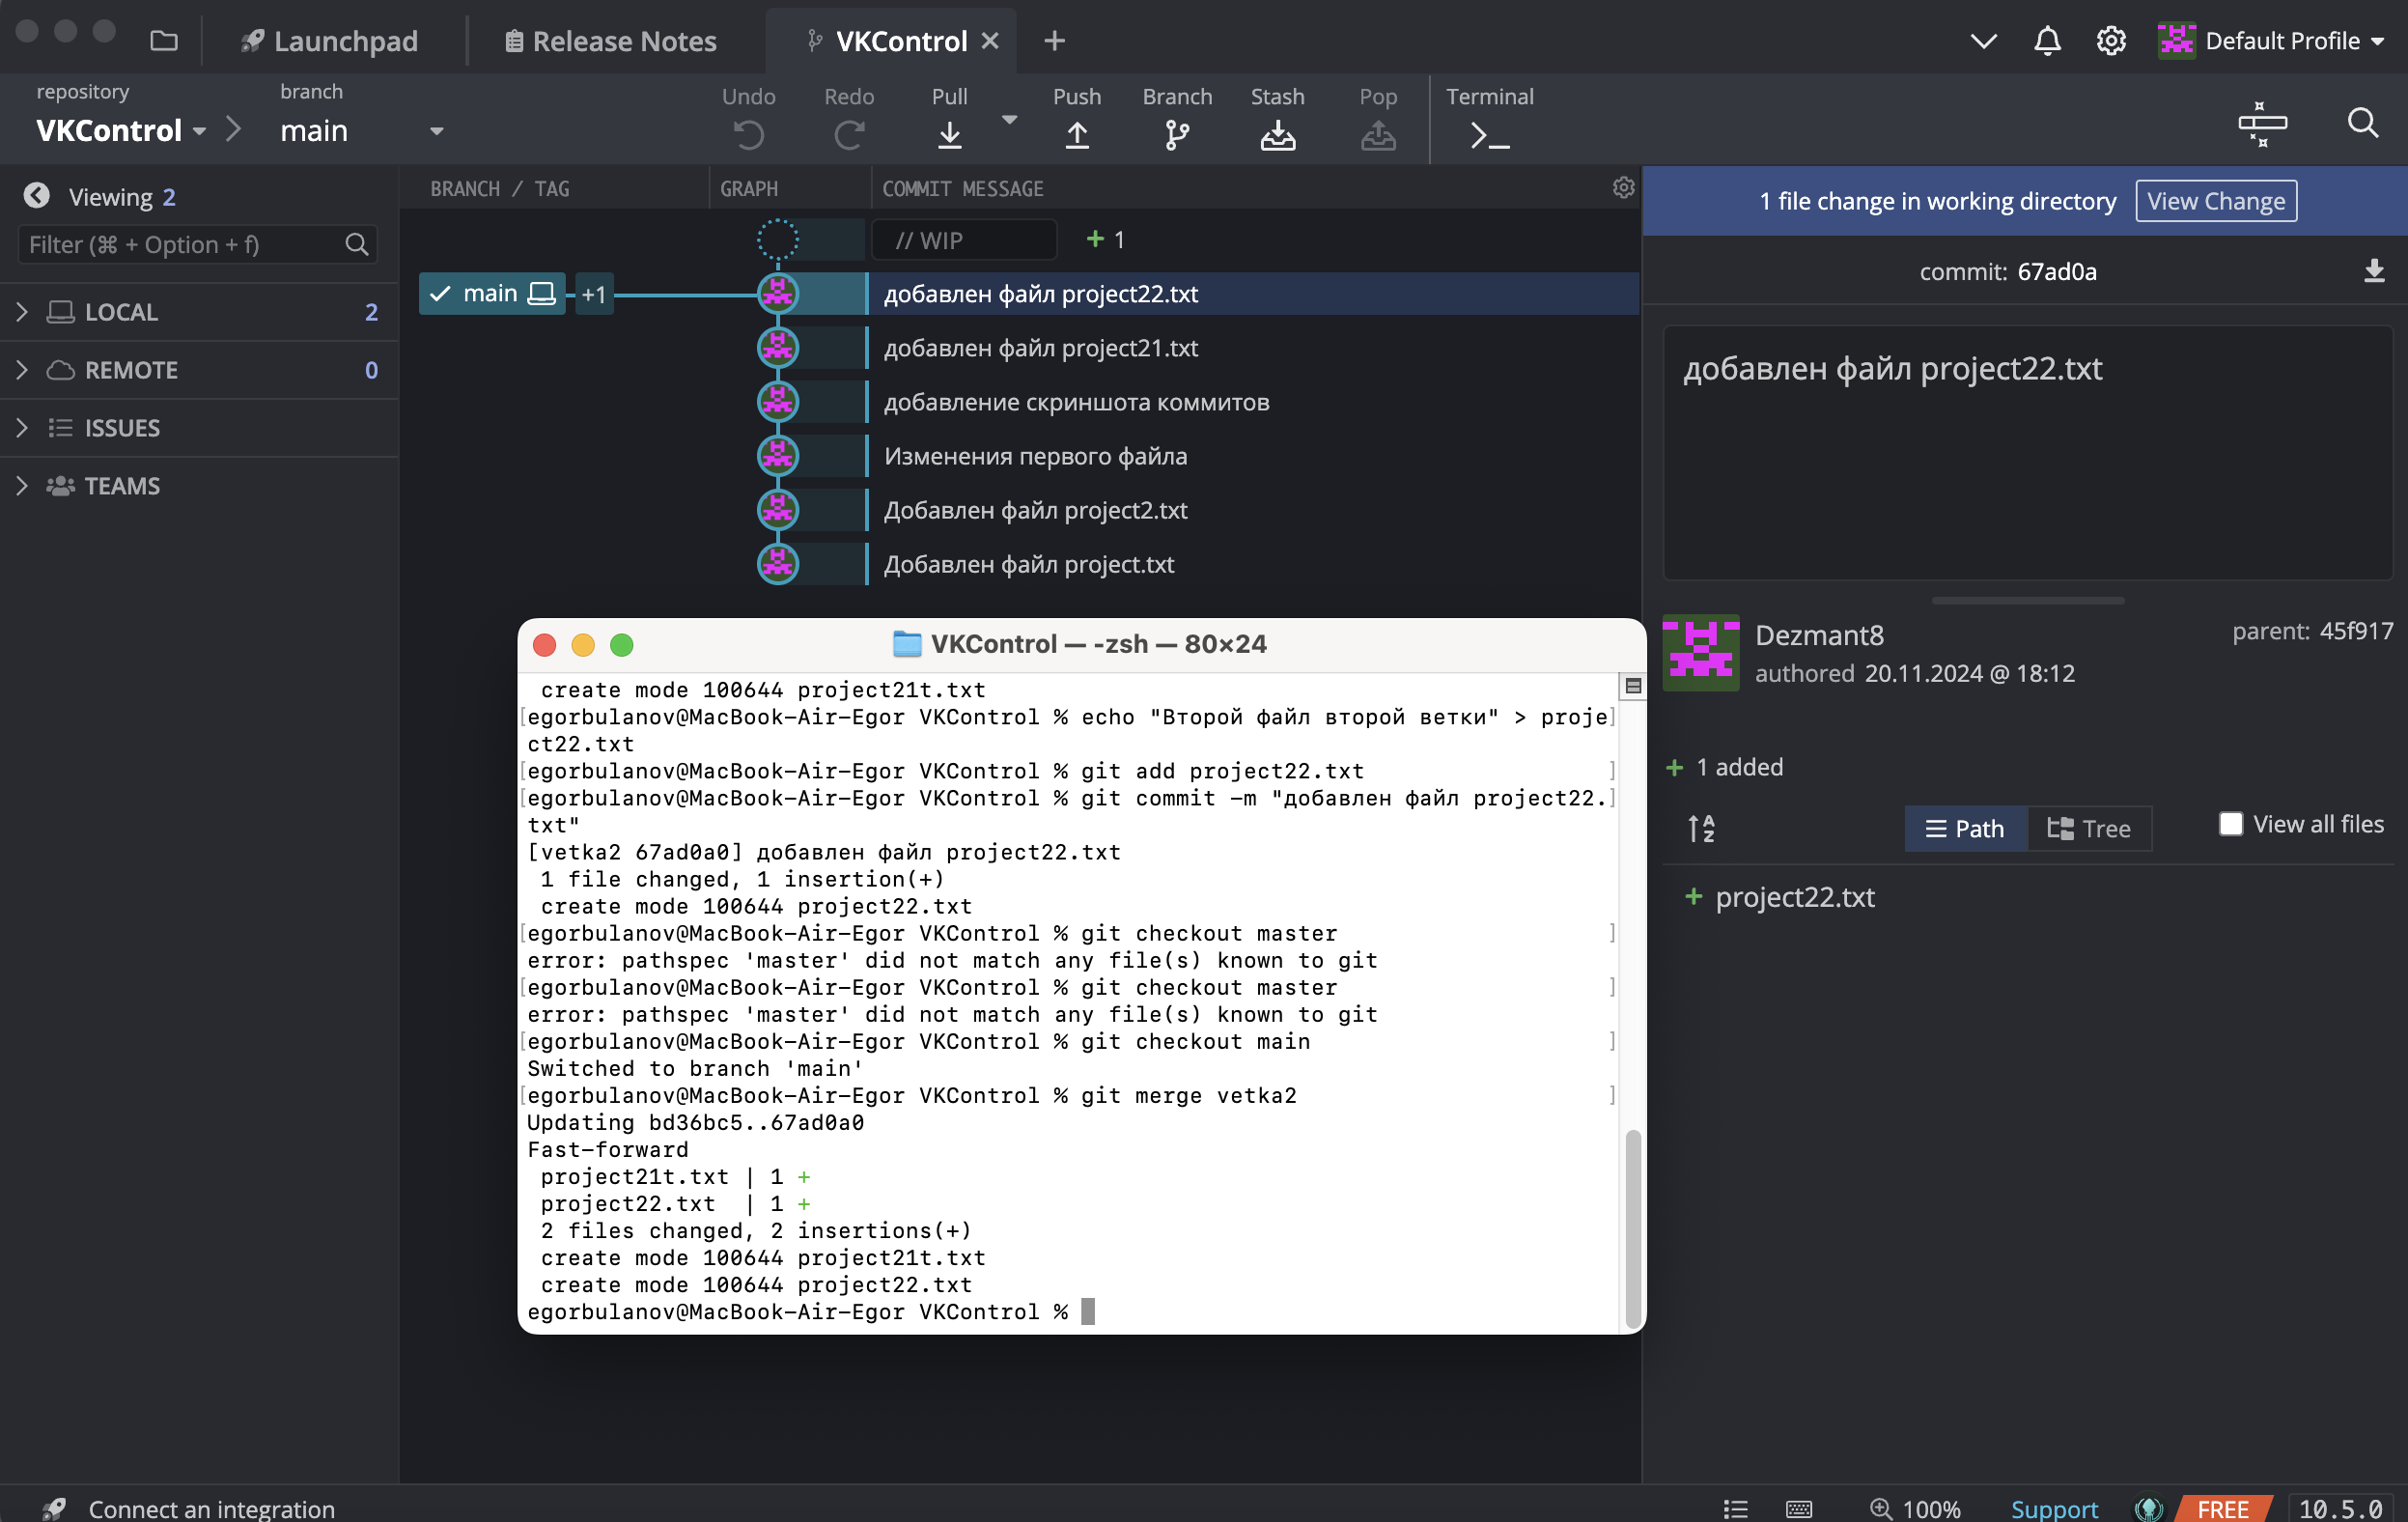 Launchpad
Release Notes
VKControl
Default Profile
repository
VKControl
branch
main
Undo
Redo
Pull
Push
Branch
Stash
Pop
Terminal
Viewing 2
Filter (⌘ + Option + f)
LOCAL 2
REMOTE 0
ISSUES
TEAMS
BRANCH / TAG
GRAPH
COMMIT MESSAGE
// WIP
+ 1
main +1
добавлен файл project22.txt
добавлен файл project21.txt
добавление скриншота коммитов
Изменения первого файла
Добавлен файл project2.txt
Добавлен файл project.txt
1 file change in working directory
View Change
commit: 67ad0a
добавлен файл project22.txt
Dezmant8
authored 20.11.2024 @ 18:12
parent: 45f917
+ 1 added
A
Z
Path
Tree
View all files
+ project22.txt
VKControl — -zsh — 80×24
create mode 100644 project21t.txt
[egorbulanov@MacBook-Air-Egor VKControl % echo "Второй файл второй ветки" > proje]
ct22.txt
[egorbulanov@MacBook-Air-Egor VKControl % git add project22.txt ]
[egorbulanov@MacBook-Air-Egor VKControl % git commit -m "добавлен файл project22.]
txt"
[vetka2 67ad0a0] добавлен файл project22.txt
1 file changed, 1 insertion(+)
create mode 100644 project22.txt
[egorbulanov@MacBook-Air-Egor VKControl % git checkout master ]
error: pathspec 'master' did not match any file(s) known to git
[egorbulanov@MacBook-Air-Egor VKControl % git checkout master ]
error: pathspec 'master' did not match any file(s) known to git
[egorbulanov@MacBook-Air-Egor VKControl % git checkout main ]
Switched to branch 'main'
[egorbulanov@MacBook-Air-Egor VKControl % git merge vetka2 ]
Updating bd36bc5..67ad0a0
Fast-forward
project21t.txt | 1 +
project22.txt | 1 +
2 files changed, 2 insertions(+)
create mode 100644 project21t.txt
create mode 100644 project22.txt
egorbulanov@MacBook-Air-Egor VKControl %
Connect an integration
100%
Support
FREE
10.5.0